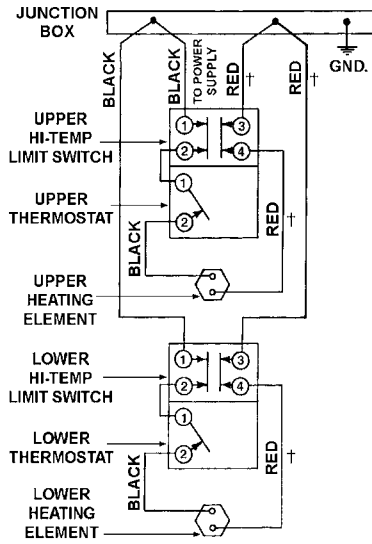 JUNCTION
BOX
GND.
BLACK
BLACK
TO POWER
SUPPLY
RED
†
RED
†
UPPER
HI-TEMP
LIMIT SWITCH
1
3
2
4
UPPER
THERMOSTAT
1
2
BLACK
RED
†
UPPER
HEATING
ELEMENT
LOWER
HI-TEMP
LIMIT SWITCH
1
3
2
4
LOWER
THERMOSTAT
1
2
BLACK
RED
†
LOWER
HEATING
ELEMENT